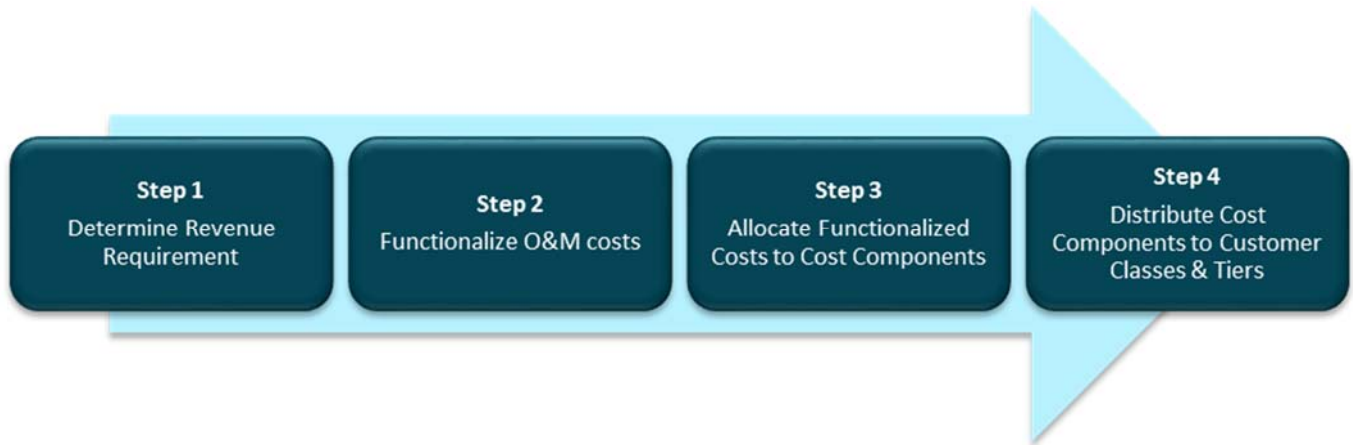 Step 1
Determine Revenue
Requirement
Step 2
Functionalize O&M costs
Step 3
Allocate Functionalized
Costs to Cost Components
Step 4
Distribute Cost
Components to Customer
Classes & Tiers